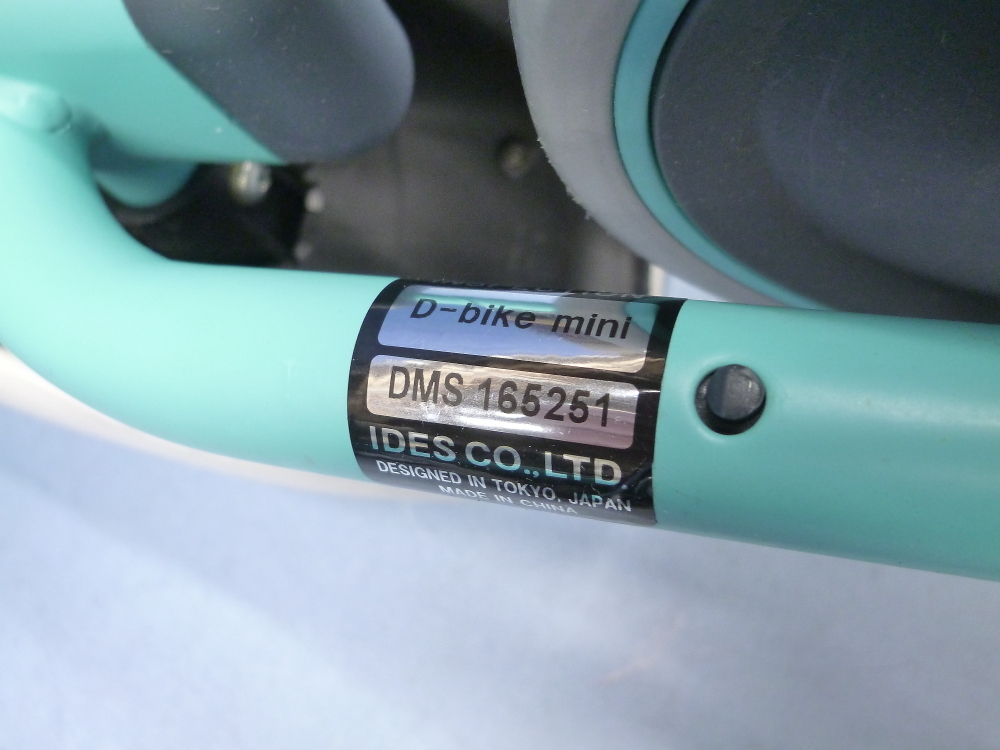 D-bike mini
DMS 165251
IDES CO.,LTD.
DESIGNED IN TOKYO, JAPAN
MADE IN CHINA